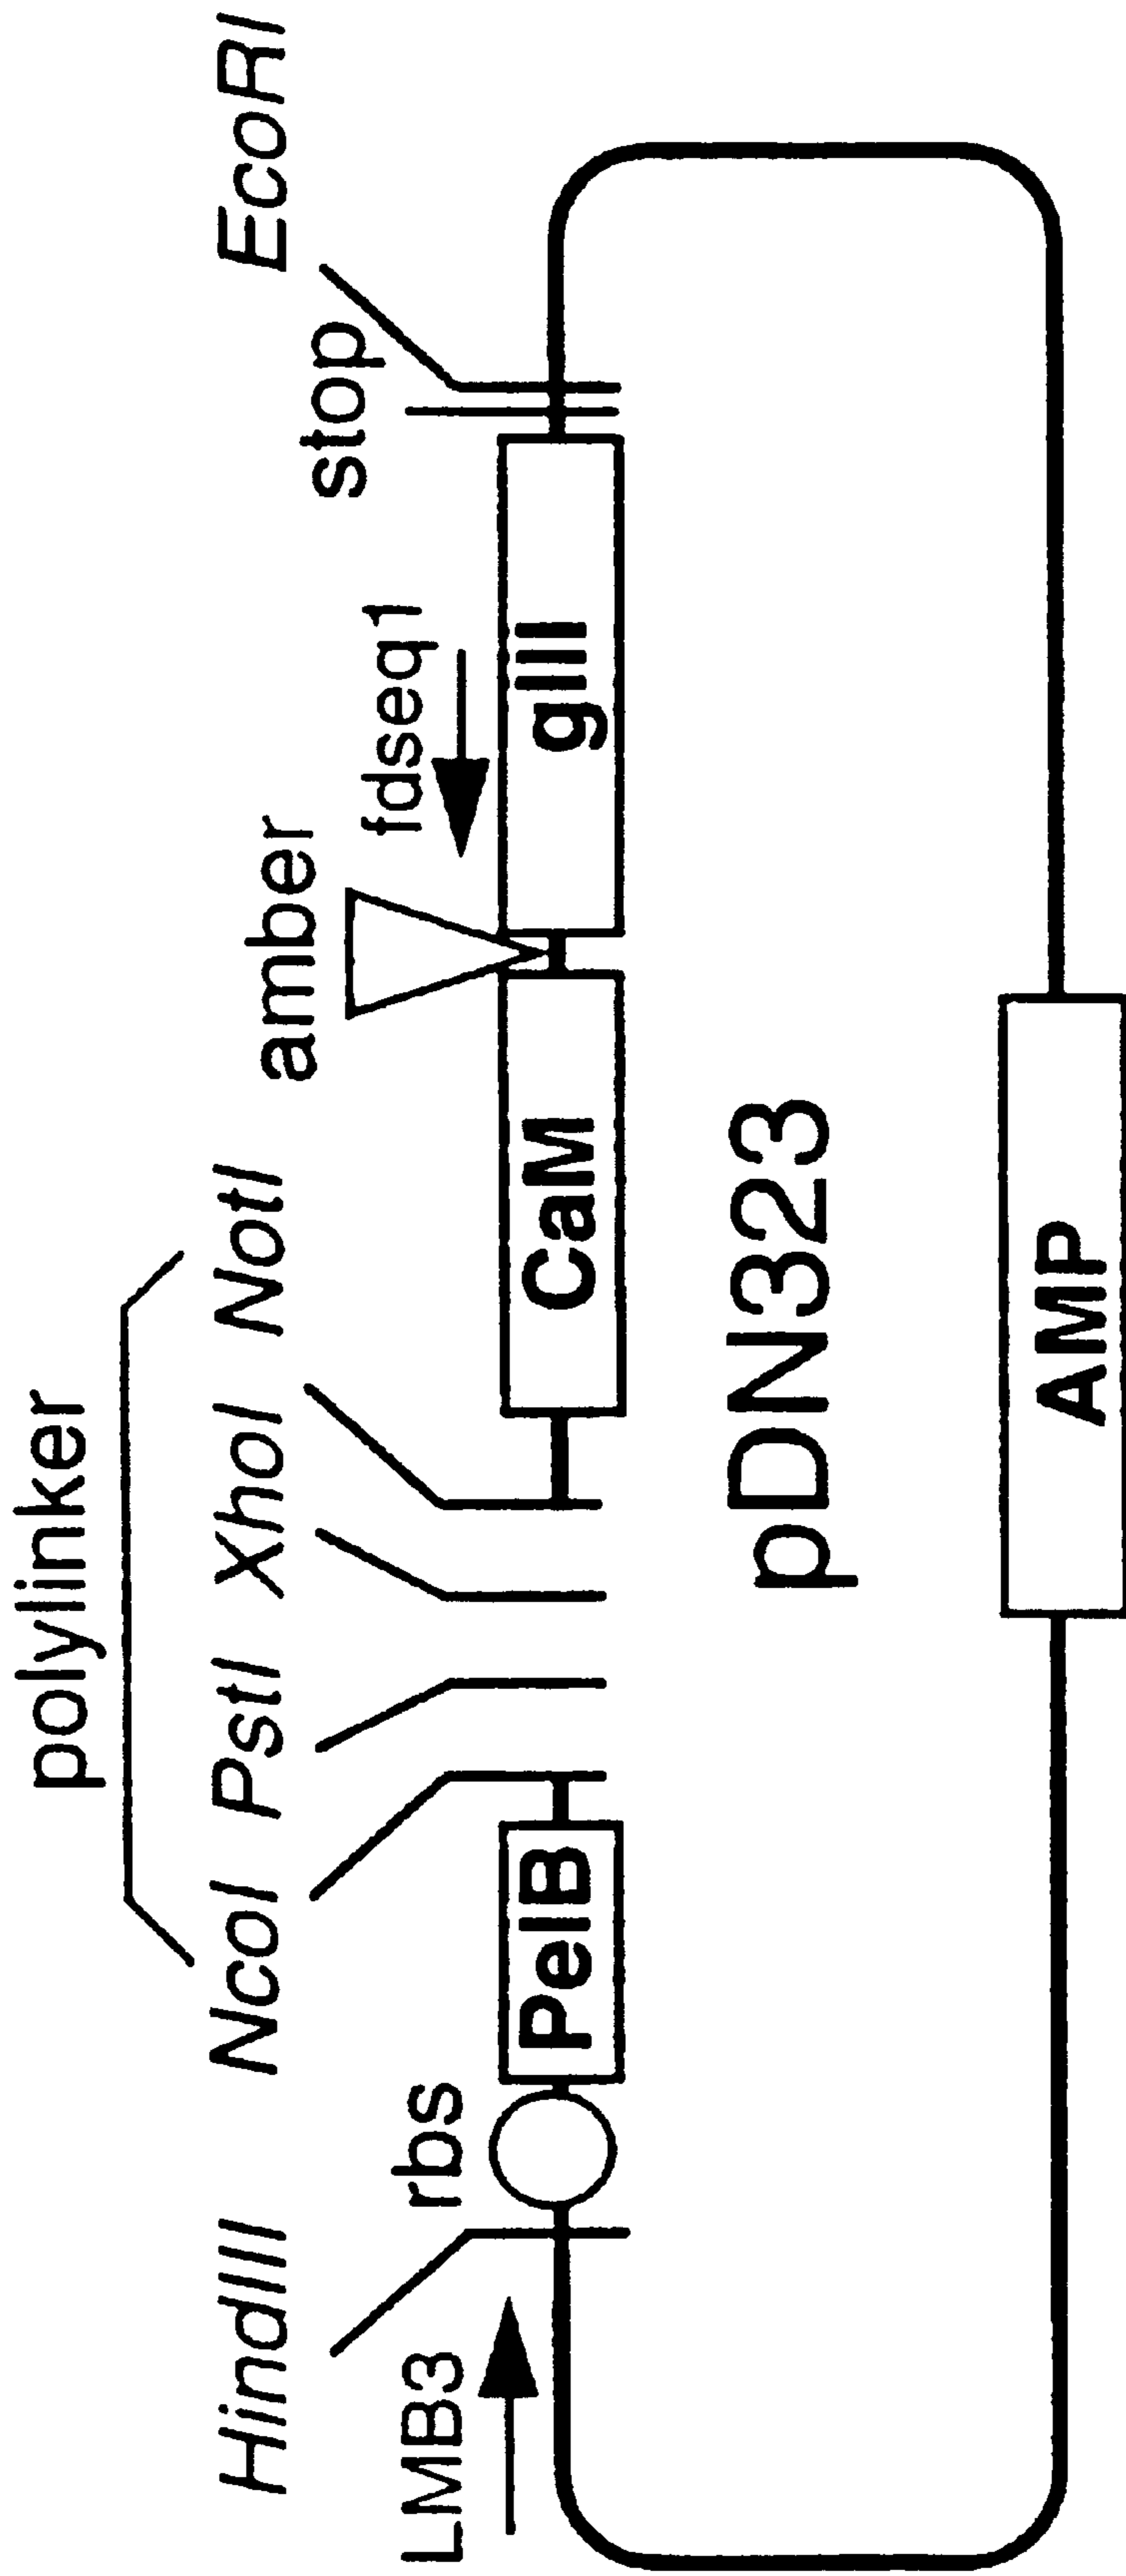 polylinker
HindIII NcoI PstI XhoI NotI EcoRI
amber stop
LMB3 rbs fdseq1
PelB CaM gIII
pDN323
AMP